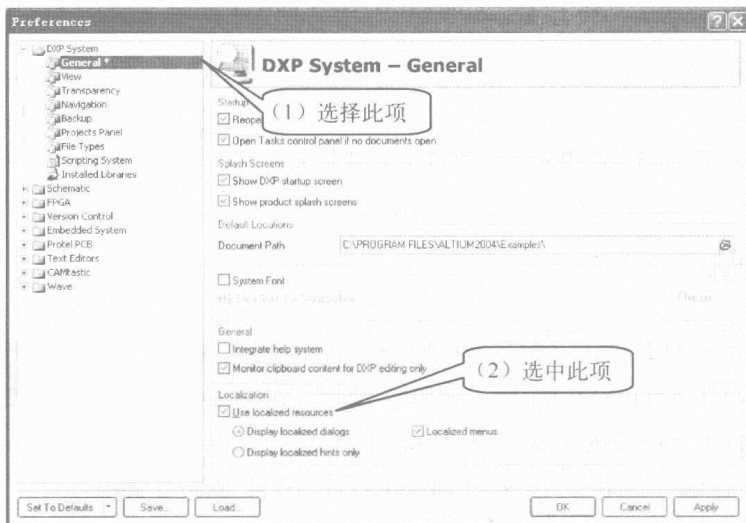 Preferences
DXP System
General *
View
Transparency
Navigation
Backup
Projects Panel
File Types
Scripting System
Installed Libraries
Schematic
FPGA
Version Control
Embedded System
Protel PCB
Text Editors
CAMtastic
Wave
DXP System – General
(1) 选择此项
Startup
Reope
Open Tasks control panel if no documents open
Splash Screens
Show DXP startup screen
Show product splash screens
Default Locations
Document Path C:\PROGRAM FILES\ALTIUM2004\Examples\
System Font
Change
General
Integrate help system
Monitor clipboard content for DXP editing only
(2) 选中此项
Localization
Use localized resources
Display localized dialogs Localized menus
Display localized hints only
Set To Defaults Save... Load... OK Cancel Apply